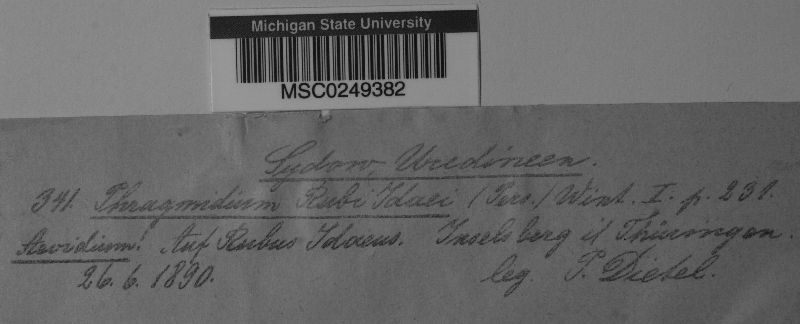 Michigan State University
MSC0249382
Sydow, Uredineen.
341. Phragmidium Rubi Idaei (Pers.) Wint. I. p. 231.
Aecidium! Auf Rubus Idaeus. Inselsberg i/ Thüringen.
26. 6. 1890. leg. P. Dietel.